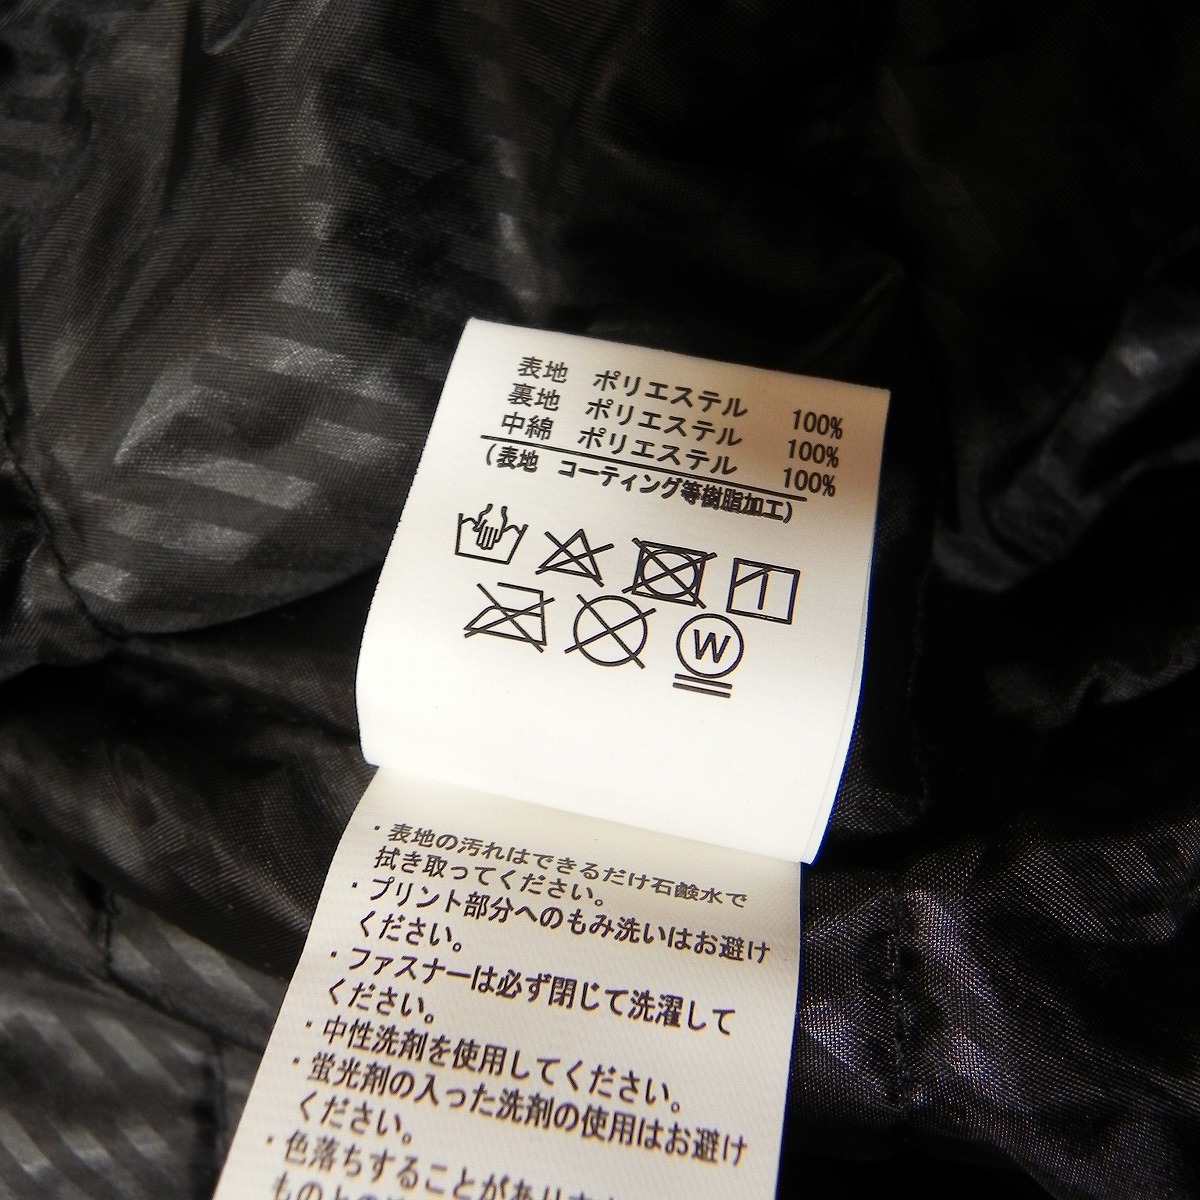 表地 ポリエステル 100%
裏地 ポリエステル 100%
中綿 ポリエステル 100%
(表地 コーティング等樹脂加工)
W
・表地の汚れはできるだけ石鹸水で
拭き取ってください。
・プリント部分へのもみ洗いはお避け
ください。
・ファスナーは必ず閉じて洗濯して
ください。
・中性洗剤を使用してください。
・蛍光剤の入った洗剤の使用はお避け
ください。
・色落ちすることがあります
ものとの